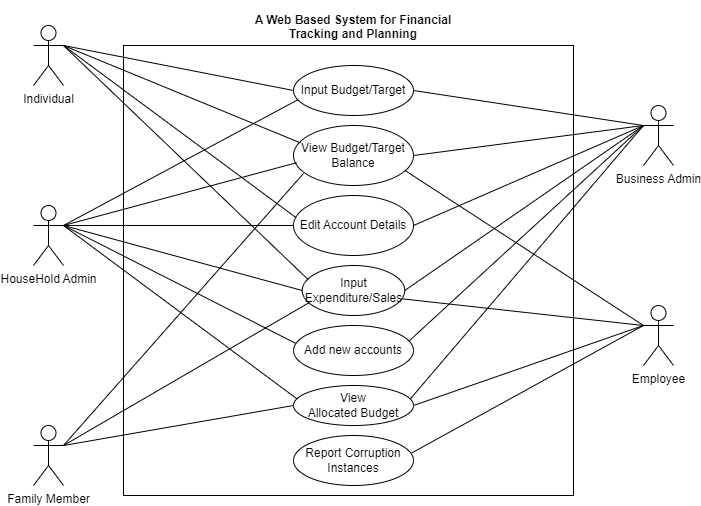 A Web Based System for Financial
Tracking and Planning
Individual
Input Budget/Target
View Budget/Target
Balance
Business Admin
Edit Account Details
HouseHold Admin
Input
Expenditure/Sales
Add new accounts
Employee
View
Allocated Budget
Report Corruption
Instances
Family Member